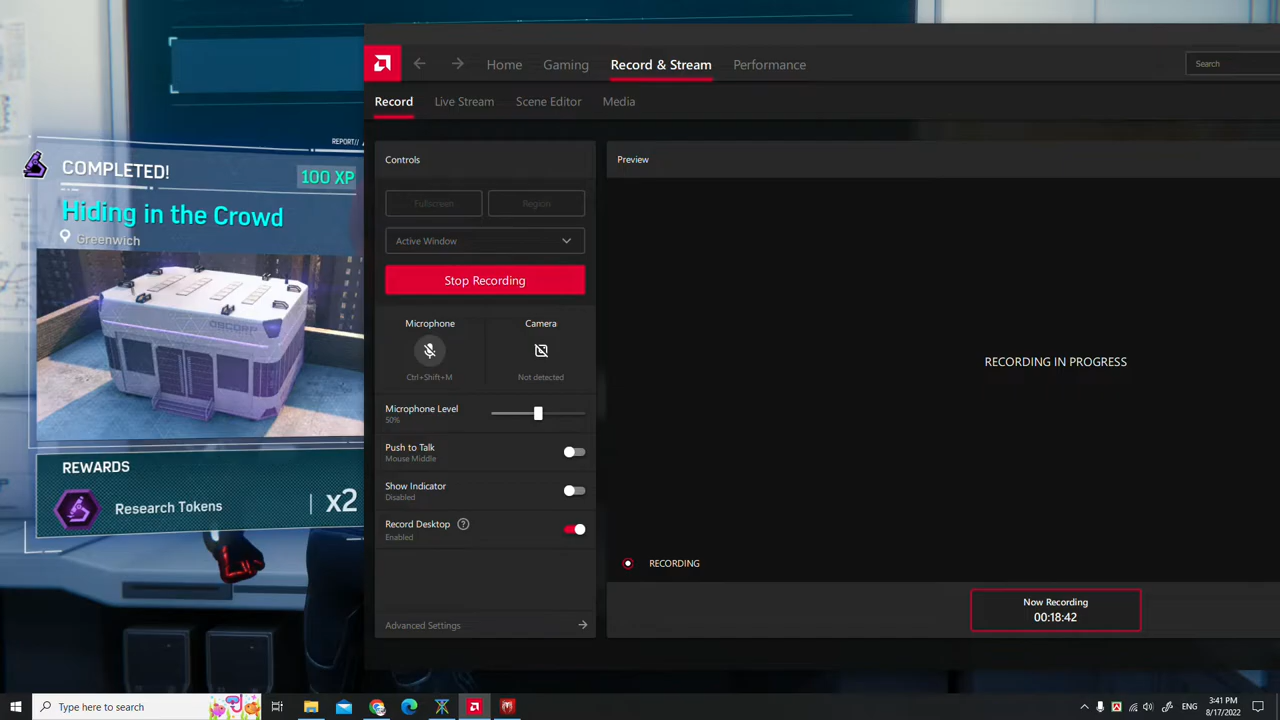 Home
Gaming
Record & Stream
Performance
Search
Record
Live Stream
Scene Editor
Media
REPORT//
COMPLETED!
100 XP
Hiding in the Crowd
Greenwich
OSCORP
REWARDS
Research Tokens
x2
Controls
Fullscreen
Region
Active Window
Stop Recording
Microphone
Camera
Ctrl+Shift+M
Not detected
Microphone Level
50%
Push to Talk
Mouse Middle
Show Indicator
Disabled
Record Desktop
Enabled
Advanced Settings
Preview
RECORDING IN PROGRESS
RECORDING
Now Recording
00:18:42
Type here to search
ENG
3:41 PM
8/17/2022